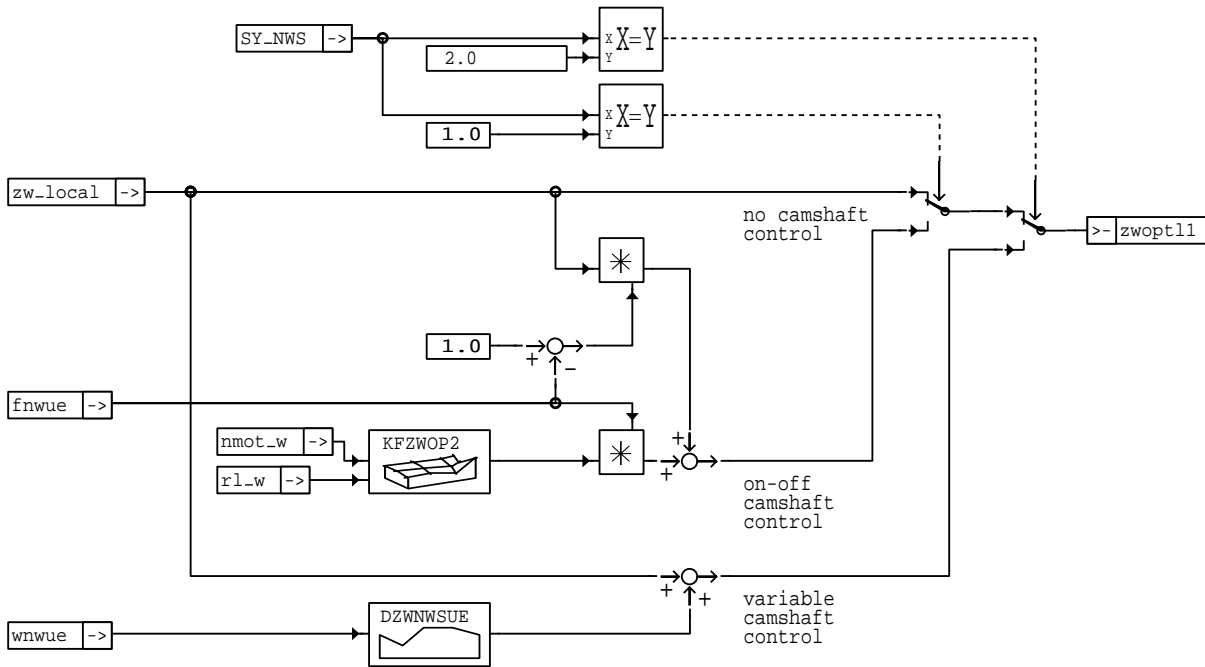 SY_NWS ->
X
Y
X=Y
2.0
X
Y
X=Y
1.0
zw_local ->
no camshaft
control
>- zwoptl1
1.0
+
-
fnwue ->
nmot_w ->
rl_w ->
KFZWOP2
+
+
on-off
camshaft
control
+
+
variable
camshaft
control
wnwue ->
DZWNWSUE